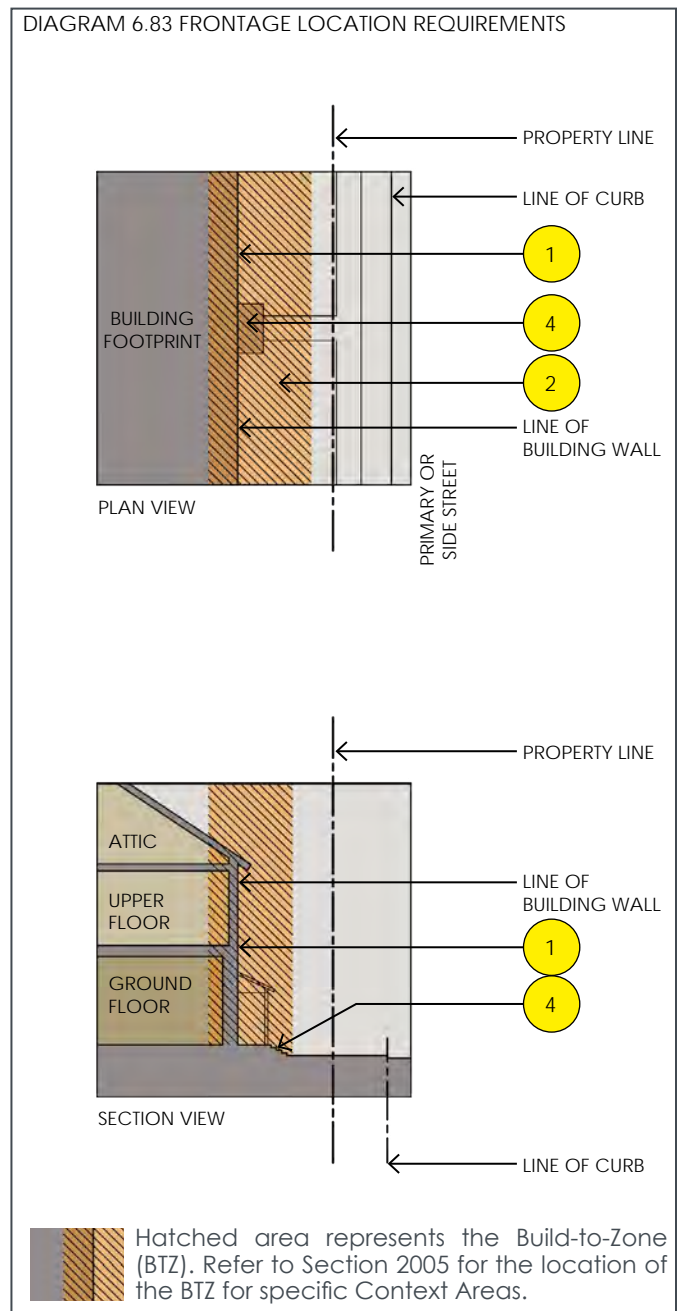 DIAGRAM 6.83 FRONTAGE LOCATION REQUIREMENTS
PROPERTY LINE
LINE OF CURB
1
BUILDING
FOOTPRINT
4
2
LINE OF
BUILDING WALL
PLAN VIEW
PRIMARY OR
SIDE STREET
PROPERTY LINE
ATTIC
LINE OF
BUILDING WALL
UPPER
FLOOR
1
GROUND
FLOOR
4
SECTION VIEW
LINE OF CURB
Hatched area represents the Build-to-Zone
(BTZ). Refer to Section 2005 for the location of
the BTZ for specific Context Areas.